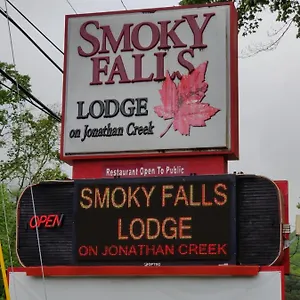 SMOKY
FALLS
LODGE
on Jonathan Creek
Restaurant Open To Public
OPEN
SMOKY FALLS
LODGE
ON JONATHAN CREEK